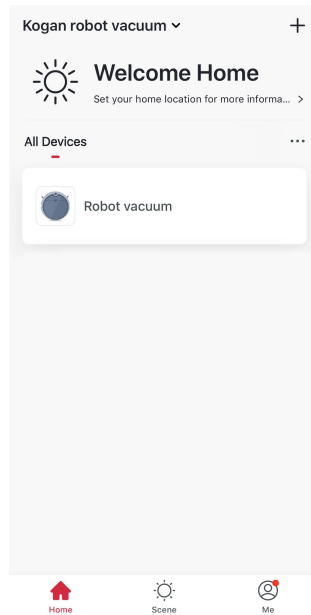 Kogan robot vacuum
Welcome Home
Set your home location for more informa...
All Devices
Robot vacuum
Home
Scene
Me